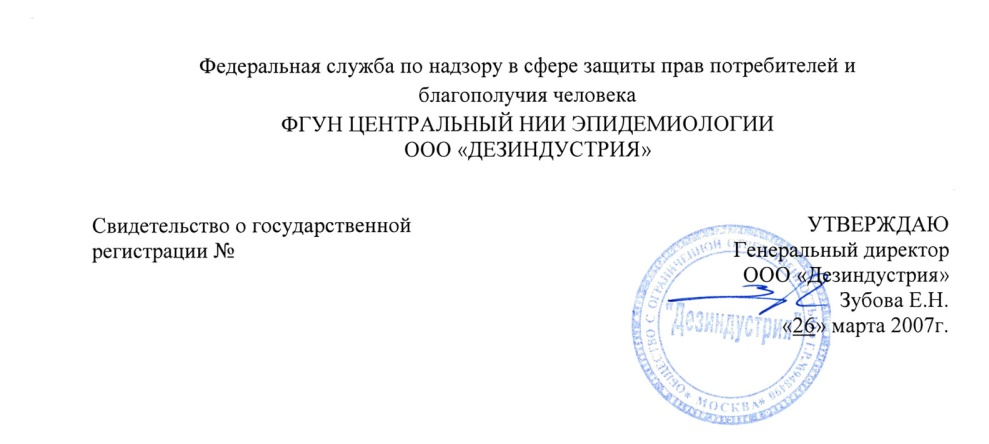 Федеральная служба по надзору в сфере защиты прав потребителей и
благополучия человека
ФГУН ЦЕНТРАЛЬНЫЙ НИИ ЭПИДЕМИОЛОГИИ
ООО «ДЕЗИНДУСТРИЯ»
Свидетельство о государственной
регистрации №
УТВЕРЖДАЮ
Генеральный директор
ООО «Дезиндустрия»
Зубова Е.Н.
«26» марта 2007г.
ОБЩЕСТВО С ОГРАНИЧЕННОЙ
"Дезиндустрия"
* МОСКВА *